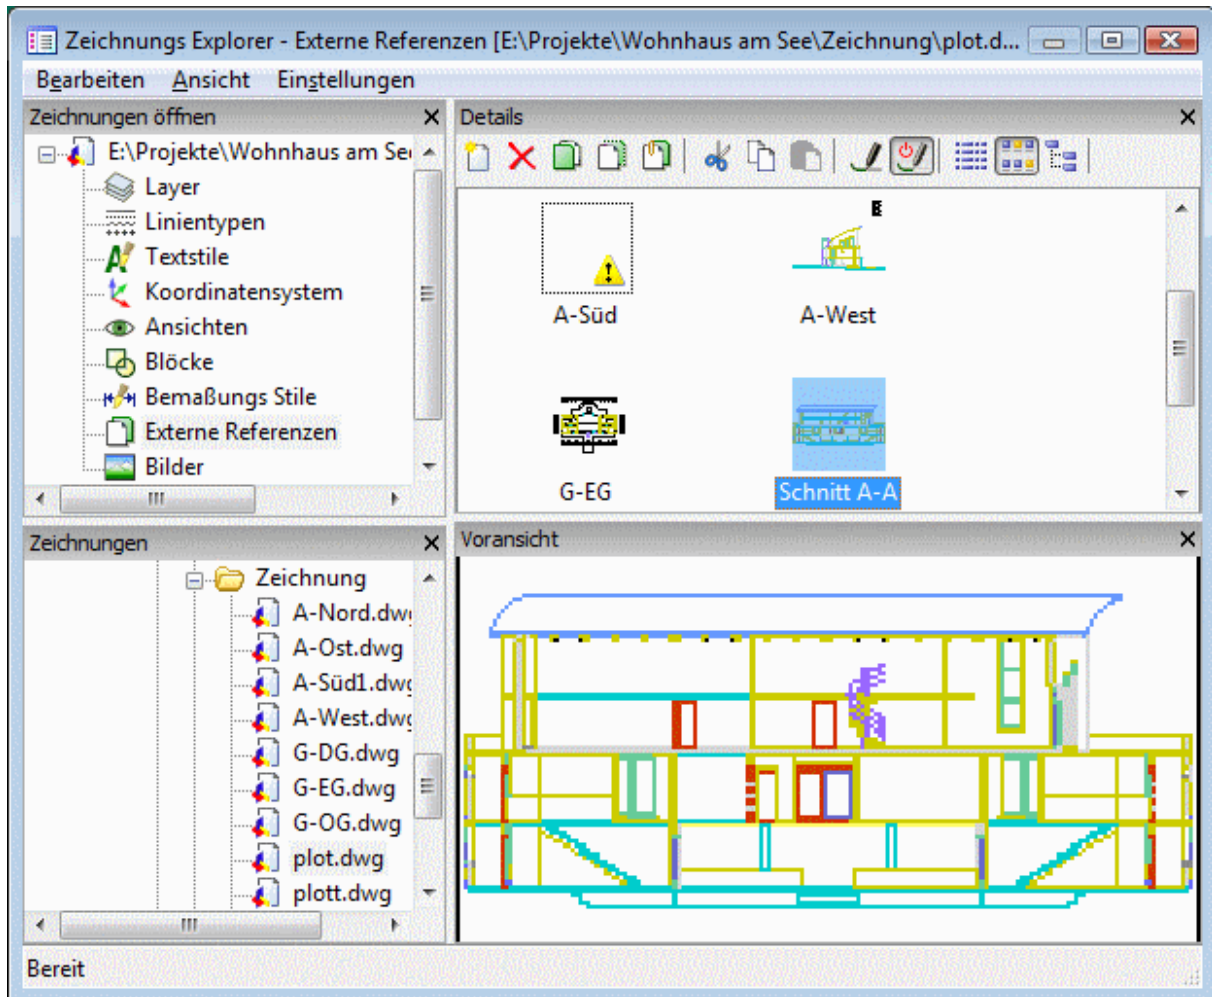 Zeichnungs Explorer - Externe Referenzen [E:\Projekte\Wohnhaus am See\Zeichnung\plot.d...
Bearbeiten Ansicht Einstellungen
Zeichnungen öffnen
E:\Projekte\Wohnhaus am See
Layer
Linientypen
Textstile
Koordinatensystem
Ansichten
Blöcke
Bemaßungs Stile
Externe Referenzen
Bilder
Details
A-Süd
A-West
G-EG
Schnitt A-A
Zeichnungen
Zeichnung
A-Nord.dwg
A-Ost.dwg
A-Süd1.dwg
A-West.dwg
G-DG.dwg
G-EG.dwg
G-OG.dwg
plot.dwg
plott.dwg
Voransicht
Bereit